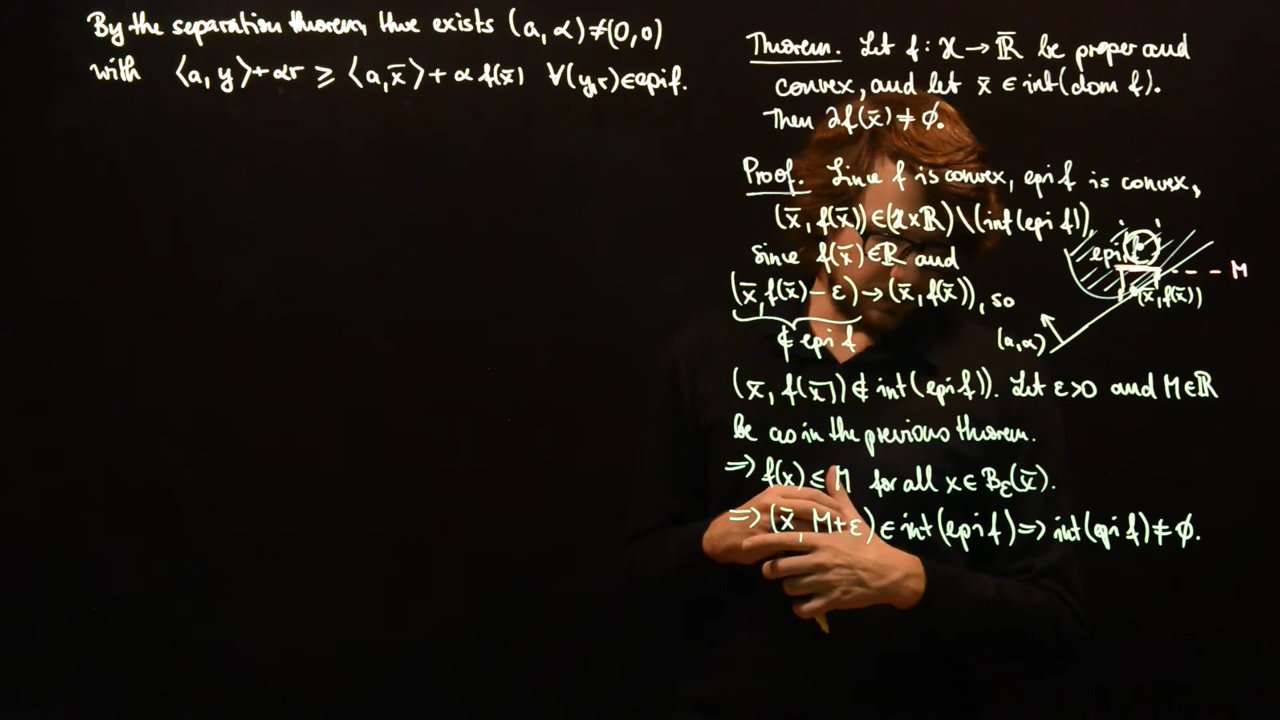 By the separation theorem, there exists (a, α) ≠ (0, 0)
with ⟨a, y⟩ + αr ≥ ⟨a, x̄⟩ + α f(x̄) ∀(y, r) ∈ epi f.
Theorem. Let f : X → R̄ be proper and
convex, and let x̄ ∈ int(dom f).
Then ∂f(x̄) ≠ ∅.
Proof. Since f is convex, epi f is convex,
(x̄, f(x̄)) ∈ (X×ℝ) \ (int(epi f)),
since f(x̄) ∈ ℝ and
(x̄, f(x̄) − ε) → (x̄, f(x̄)), so
∉ epi f
epi f
M
(x̄, f(x̄))
(a, α)
(x̄, f(x̄)) ∉ int(epi f)). Let ε > 0 and M ∈ ℝ
be as in the previous theorem.
⇒ f(x) ≤ M for all x ∈ Bε(x̄).
⇒ (x̄, M+ε) ∈ int(epi f) ⇒ int(epi f) ≠ ∅.